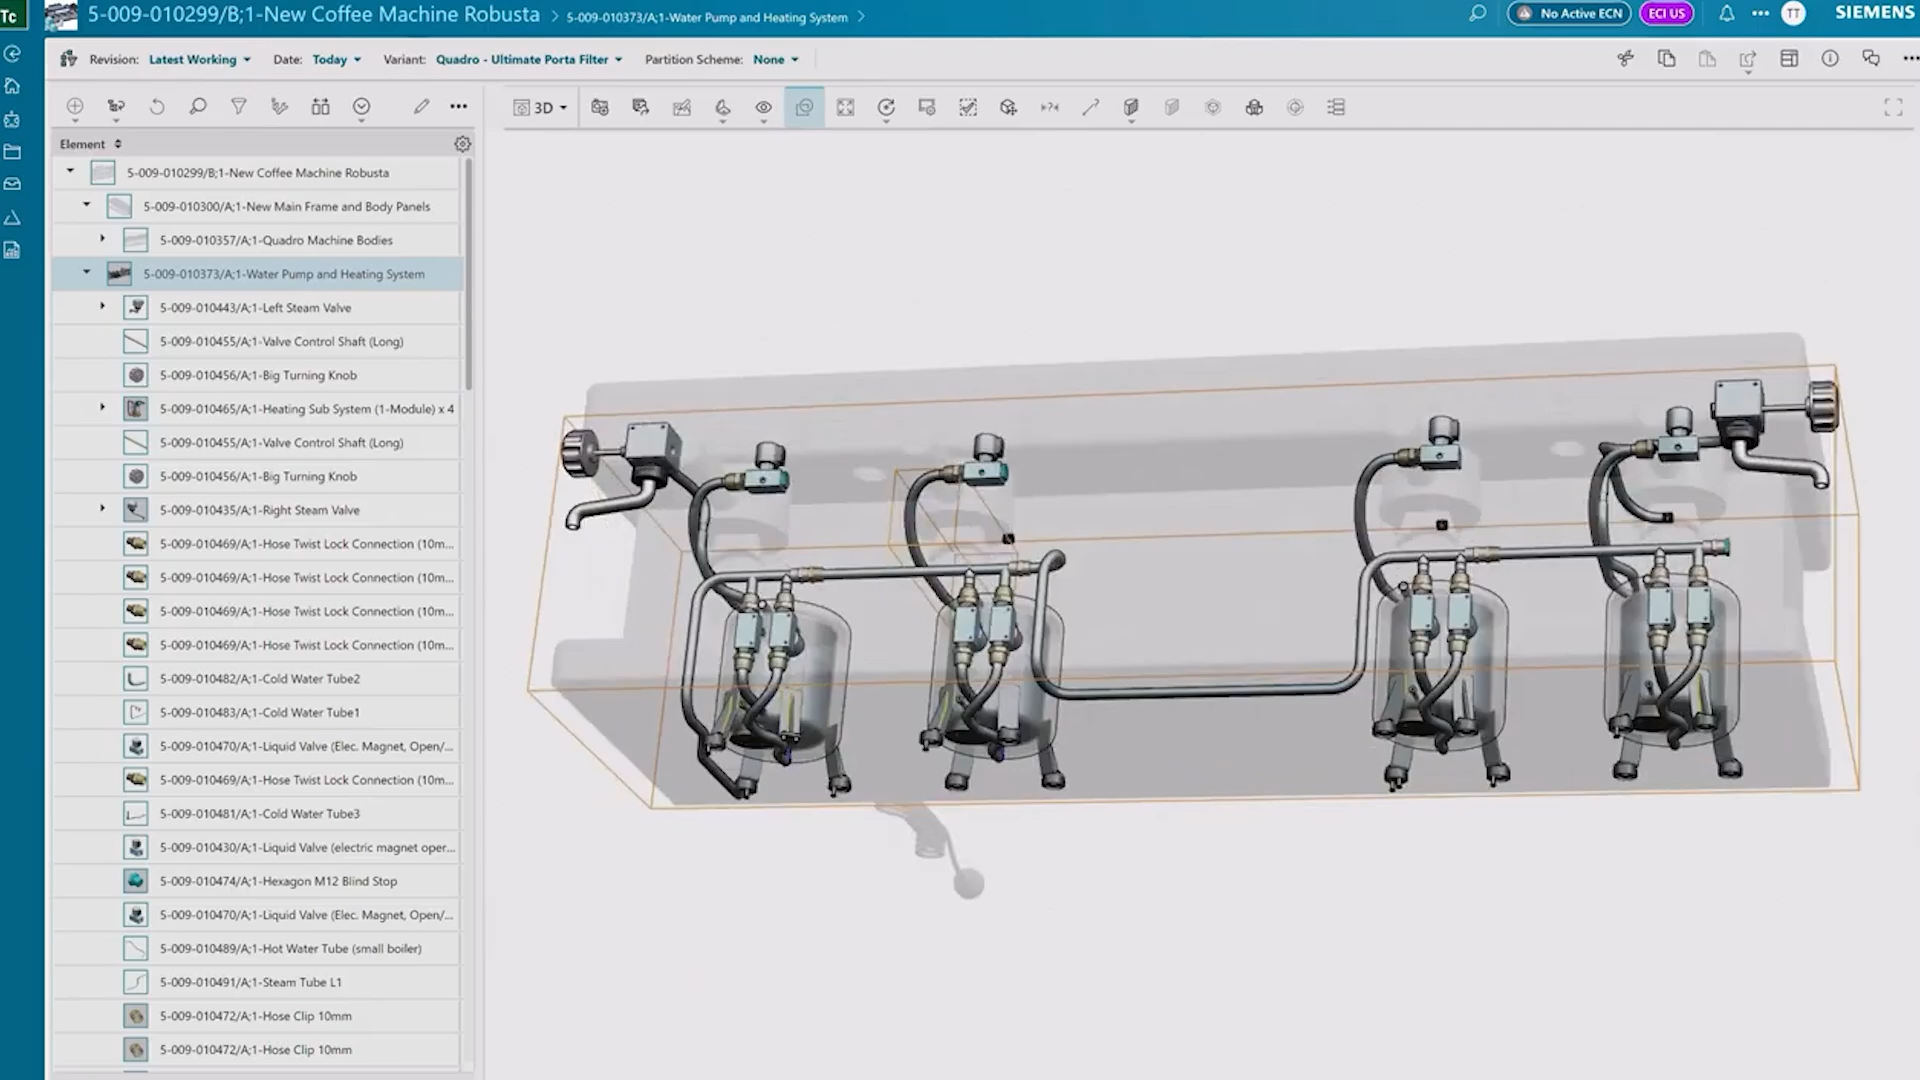 Tc
5-009-010299/B;1-New Coffee Machine Robusta
5-009-010373/A;1-Water Pump and Heating System
No Active ECN
ECI US
TT
SIEMENS
Revision: Latest Working
Date: Today
Variant: Quadro - Ultimate Porta Filter
Partition Scheme: None
3D
Element
5-009-010299/B;1-New Coffee Machine Robusta
5-009-010300/A;1-New Main Frame and Body Panels
5-009-010357/A;1-Quadro Machine Bodies
5-009-010373/A;1-Water Pump and Heating System
5-009-010443/A;1-Left Steam Valve
5-009-010455/A;1-Valve Control Shaft (Long)
5-009-010456/A;1-Big Turning Knob
5-009-010465/A;1-Heating Sub System (1-Module) x 4
5-009-010455/A;1-Valve Control Shaft (Long)
5-009-010456/A;1-Big Turning Knob
5-009-010435/A;1-Right Steam Valve
5-009-010469/A;1-Hose Twist Lock Connection (10m...
5-009-010469/A;1-Hose Twist Lock Connection (10m...
5-009-010469/A;1-Hose Twist Lock Connection (10m...
5-009-010469/A;1-Hose Twist Lock Connection (10m...
5-009-010482/A;1-Cold Water Tube2
5-009-010483/A;1-Cold Water Tube1
5-009-010470/A;1-Liquid Valve (Elec. Magnet, Open/...
5-009-010469/A;1-Hose Twist Lock Connection (10m...
5-009-010481/A;1-Cold Water Tube3
5-009-010430/A;1-Liquid Valve (electric magnet oper...
5-009-010474/A;1-Hexagon M12 Blind Stop
5-009-010470/A;1-Liquid Valve (Elec. Magnet, Open/...
5-009-010489/A;1-Hot Water Tube (small boiler)
5-009-010491/A;1-Steam Tube L1
5-009-010472/A;1-Hose Clip 10mm
5-009-010472/A;1-Hose Clip 10mm